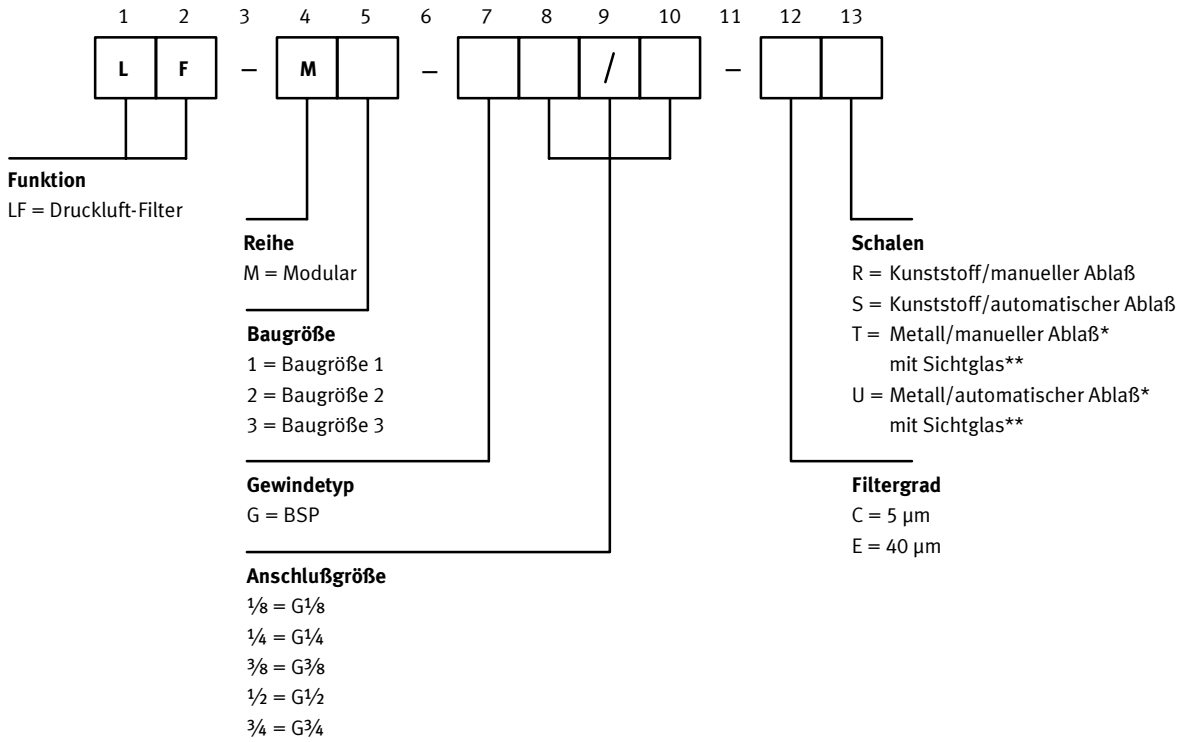 1 2 3 4 5 6 7 8 9 10 11 12 13
L F – M – / –
Funktion
LF = Druckluft-Filter
Reihe
M = Modular
Baugröße
1 = Baugröße 1
2 = Baugröße 2
3 = Baugröße 3
Gewindetyp
G = BSP
Anschlußgröße
⅛ = G⅛
¼ = G¼
⅜ = G⅜
½ = G½
¾ = G¾
Schalen
R = Kunststoff/manueller Ablaß
S = Kunststoff/automatischer Ablaß
T = Metall/manueller Ablaß*
mit Sichtglas**
U = Metall/automatischer Ablaß*
mit Sichtglas**
Filtergrad
C = 5 µm
E = 40 µm